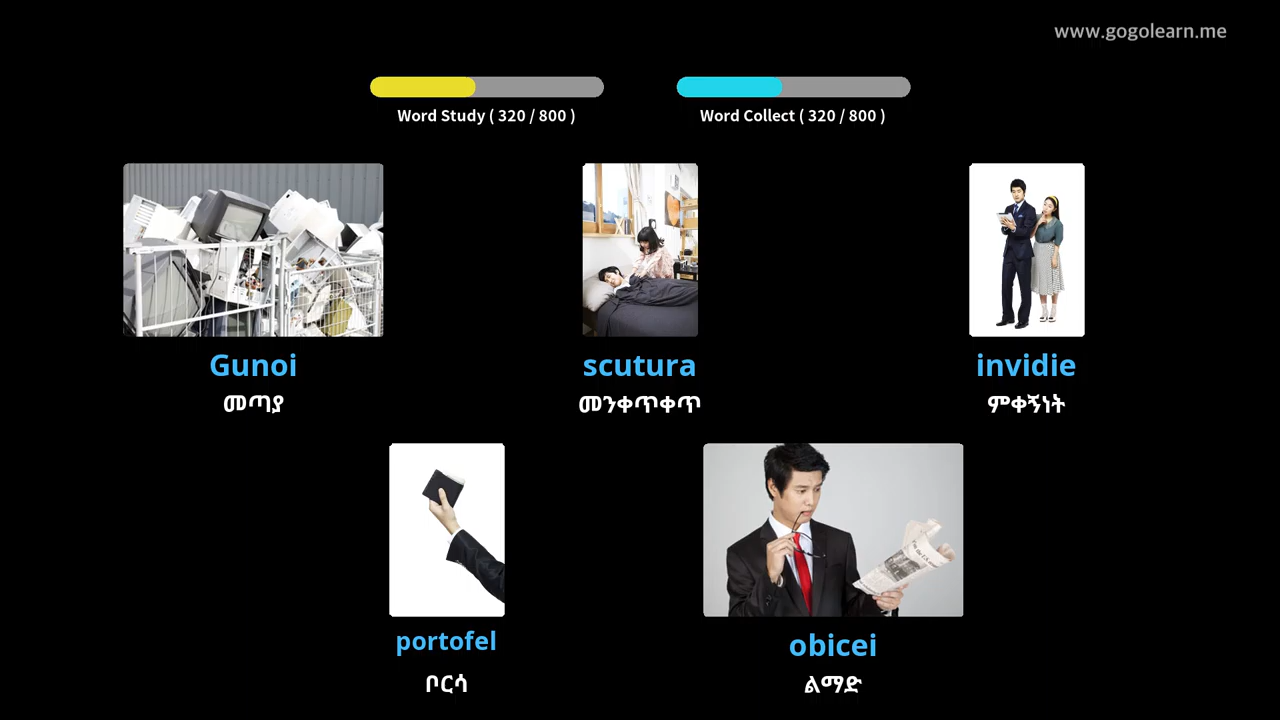 www.gogolearn.me
Word Study ( 320 / 800 )
Word Collect ( 320 / 800 )
Gunoi
መጣያ
scutura
መንቀጥቀጥ
invidie
ምቀኝነት
portofel
ቦርሳ
obicei
ልማድ